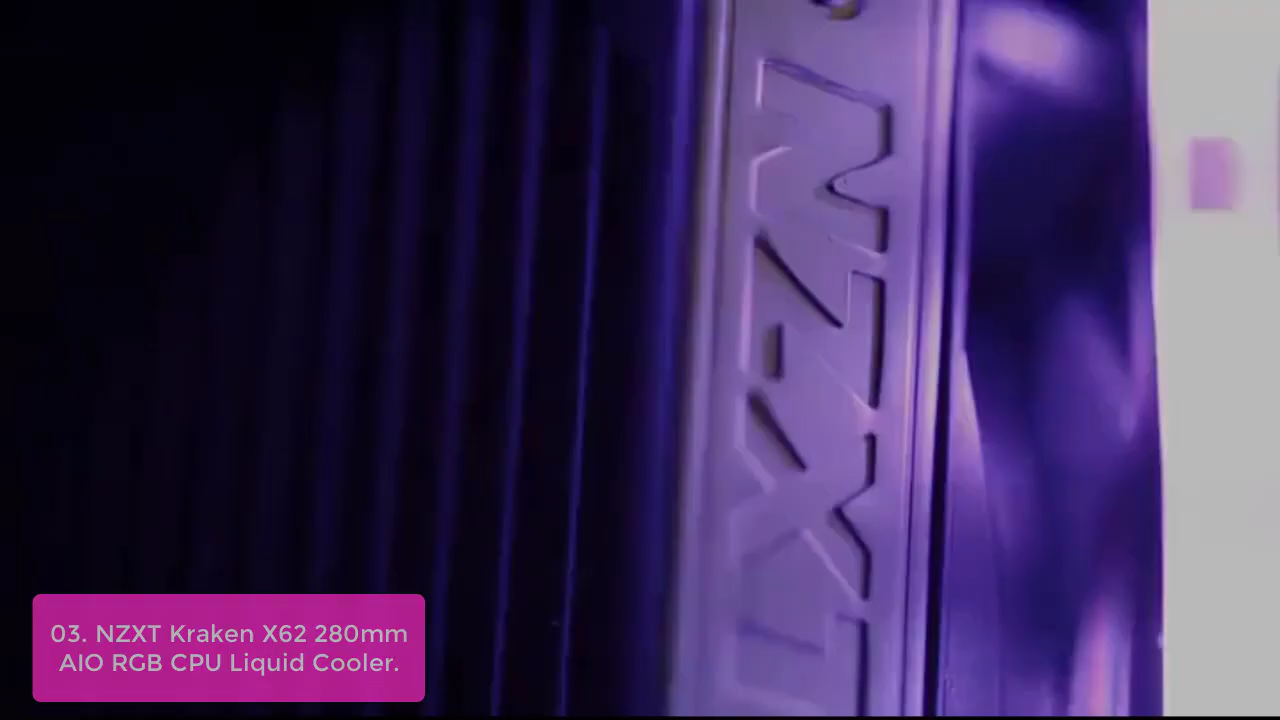 NZXT
03. NZXT Kraken X62 280mm
AIO RGB CPU Liquid Cooler.